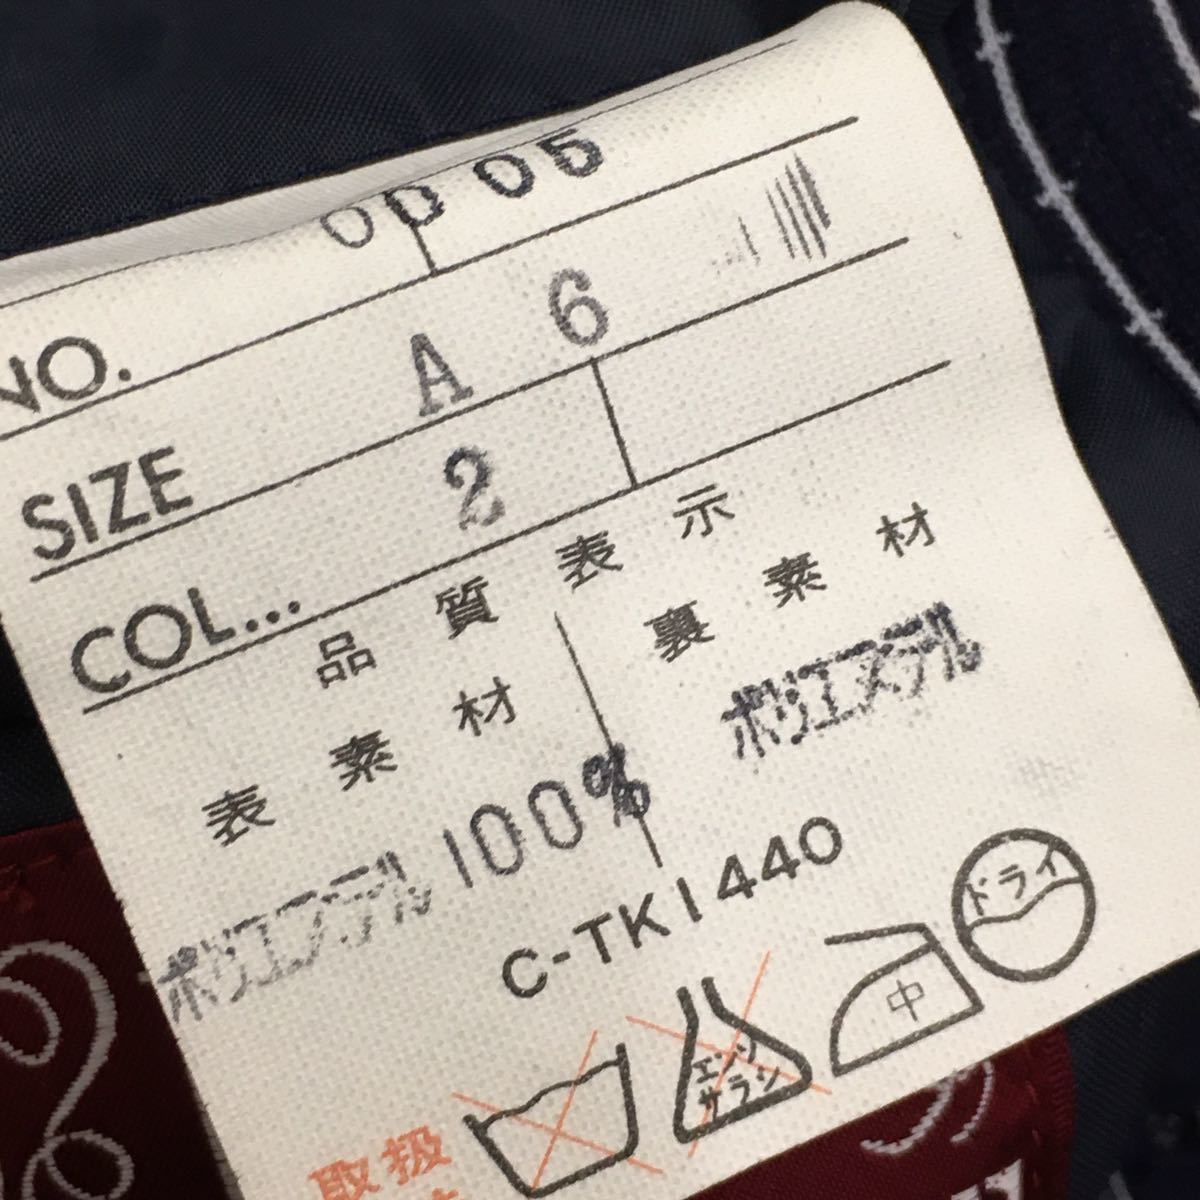 0005
NO.
A 6
SIZE
2
COL...
品質表示
表素材 裏素材
ポリエステル 100% ポリエステル
C-TK1440
エンソ サラシ 中 ドライ
取扱